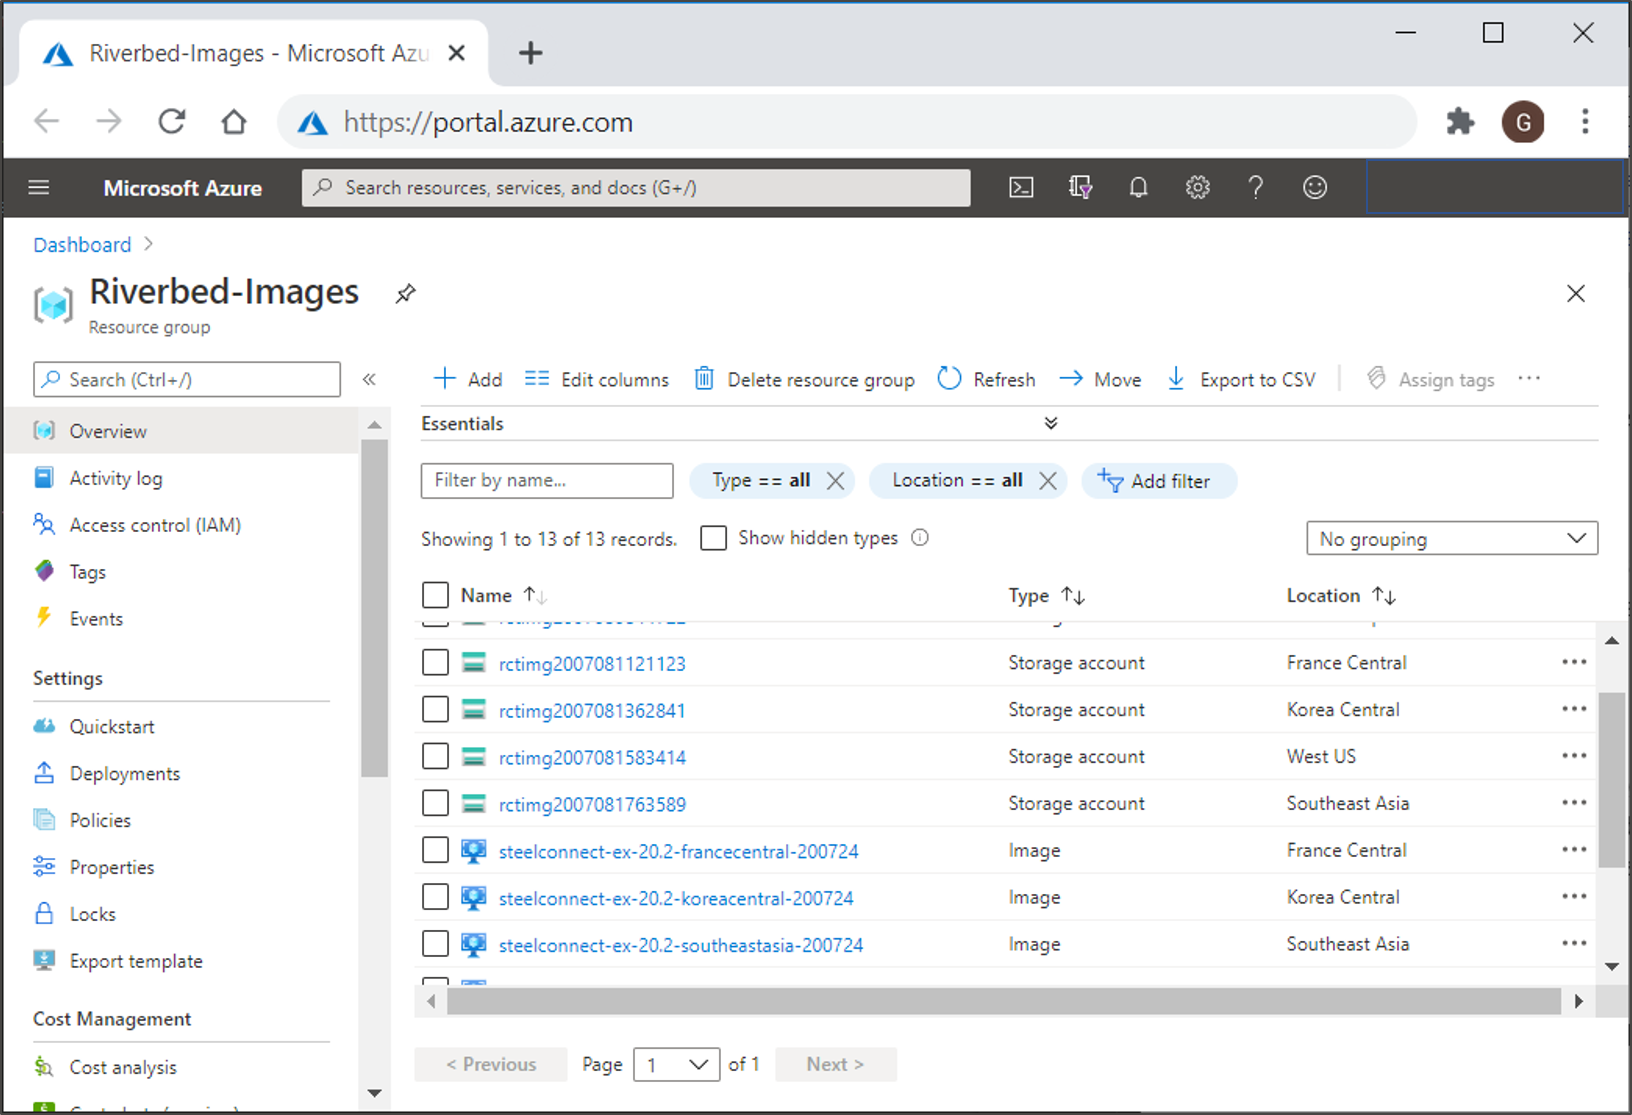 Riverbed-Images - Microsoft Azu
https://portal.azure.com
G
Microsoft Azure
Search resources, services, and docs (G+/)
Dashboard
Riverbed-Images
Resource group
Search (Ctrl+/)
Add
Edit columns
Delete resource group
Refresh
Move
Export to CSV
Assign tags
Overview
Activity log
Access control (IAM)
Tags
Events
Settings
Quickstart
Deployments
Policies
Properties
Locks
Export template
Cost Management
Cost analysis
Essentials
Filter by name...
Type == all
Location == all
Add filter
Showing 1 to 13 of 13 records.
Show hidden types
No grouping
Name Type Location
rctimg2007081121123 Storage account France Central
rctimg2007081362841 Storage account Korea Central
rctimg2007081583414 Storage account West US
rctimg2007081763589 Storage account Southeast Asia
steelconnect-ex-20.2-francecentral-200724 Image France Central
steelconnect-ex-20.2-koreacentral-200724 Image Korea Central
steelconnect-ex-20.2-southeastasia-200724 Image Southeast Asia
< Previous Page 1 of 1 Next >